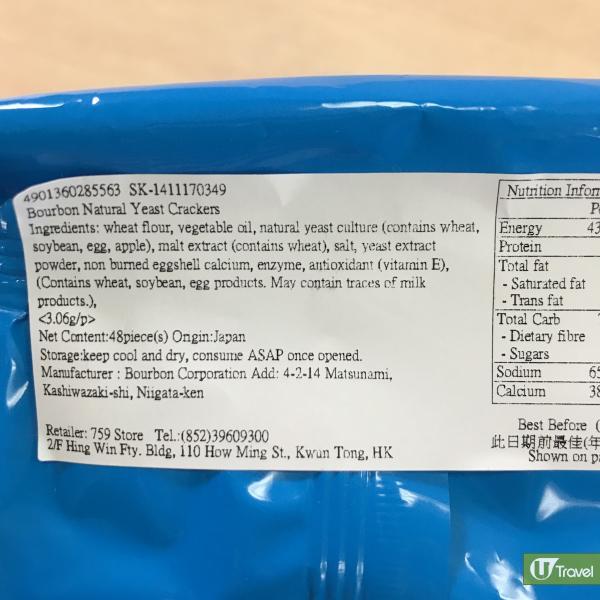 4901360285563 SK-1411170349
Bourbon Natural Yeast Crackers
Ingredients: wheat flour, vegetable oil, natural yeast culture (contains wheat,
soybean, egg, apple), malt extract (contains wheat), salt, yeast extract
powder, non burned eggshell calcium, enzyme, antioxidant (vitamin E),
(Contains wheat, soybean, egg products. May contain traces of milk
products.),
<3.06g/p>
Net Content:48piece(s) Origin:Japan
Storage:keep cool and dry, consume ASAP once opened.
Manufacturer : Bourbon Corporation Add: 4-2-14 Matsunami,
Kashiwazaki-shi, Niigata-ken
Retailer: 759 Store Tel.:(852)39609300
2/F Hing Win Fty. Bldg, 110 How Ming St., Kwun Tong, HK
Nutrition
Energy
Protein
Total fat
- Saturated fat
- Trans fat
Total Carb
- Dietary fibre
- Sugars
Sodium
Calcium
Best Before (
此日期前最佳(年
Shown on
U Travel